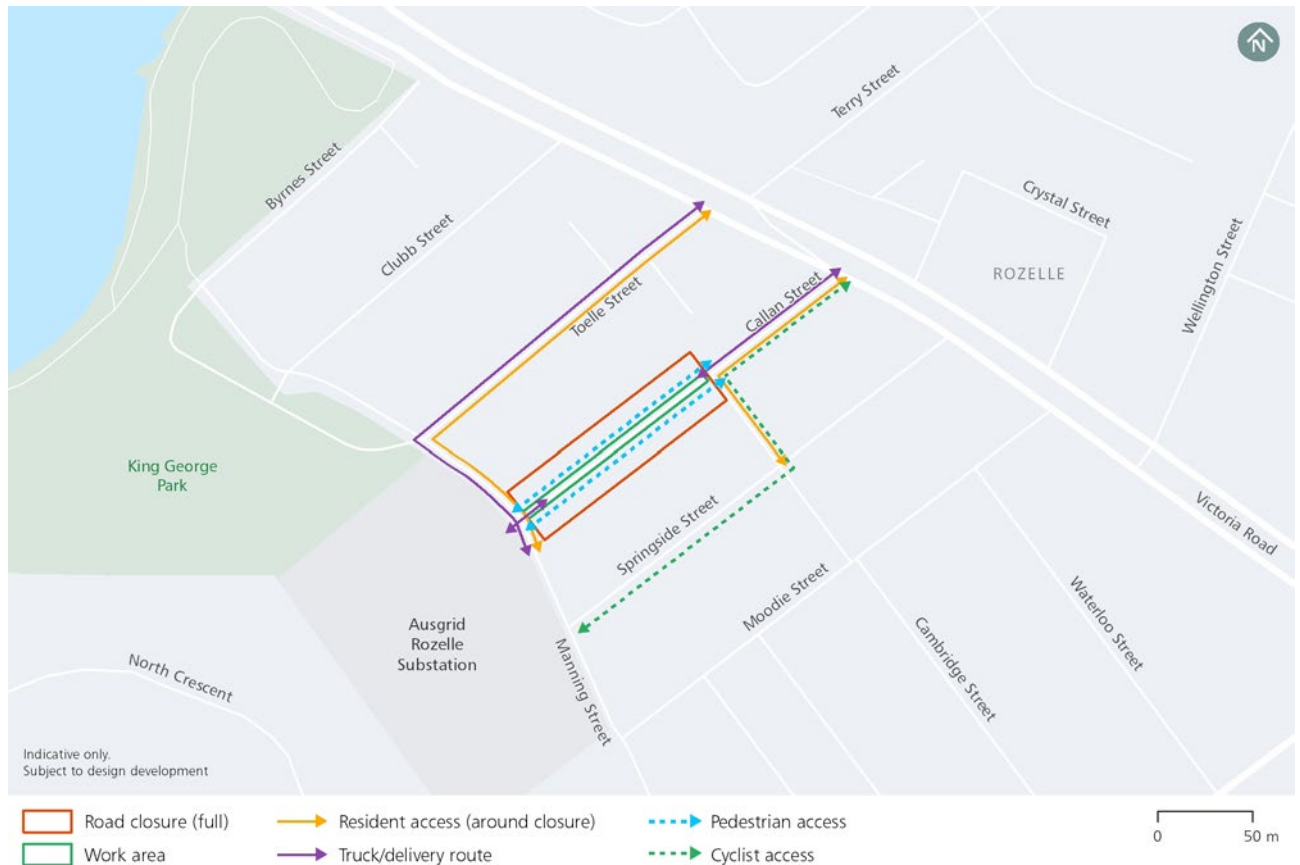 N
Terry Street
Byrnes Street
Crystal Street
Clubb Street
ROZELLE
Wellington Street
Toelle Street
Callan Street
King George
Park
Springside Street
Victoria Road
Moodie Street
Waterloo Street
Ausgrid
Rozelle
Substation
Cambridge Street
Manning Street
North Crescent
Indicative only.
Subject to design development
Road closure (full)
Resident access (around closure)
Pedestrian access
0
50 m
Work area
Truck/delivery route
Cyclist access